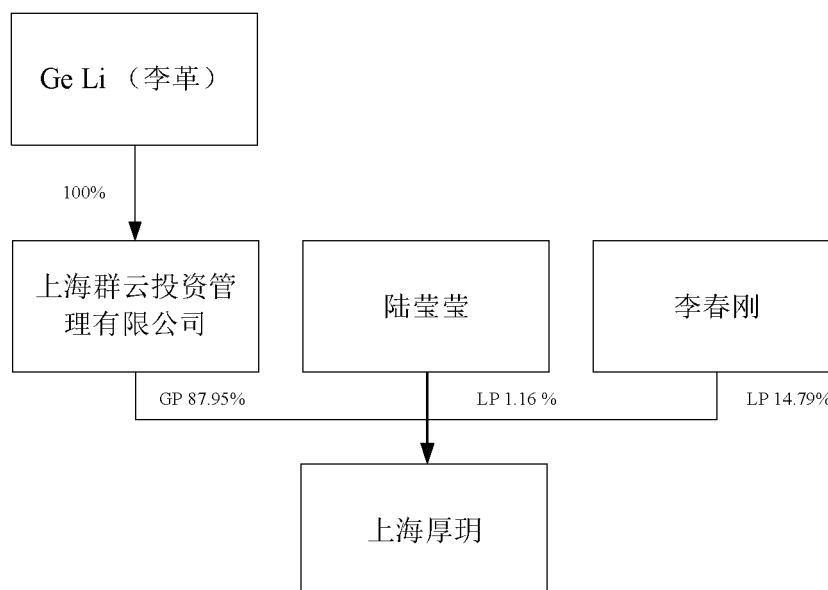 Ge Li （李革）
100%
上海群云投资管
理有限公司
陆莹莹
李春刚
GP 87.95%
LP 1.16 %
LP 14.79%
上海厚玥